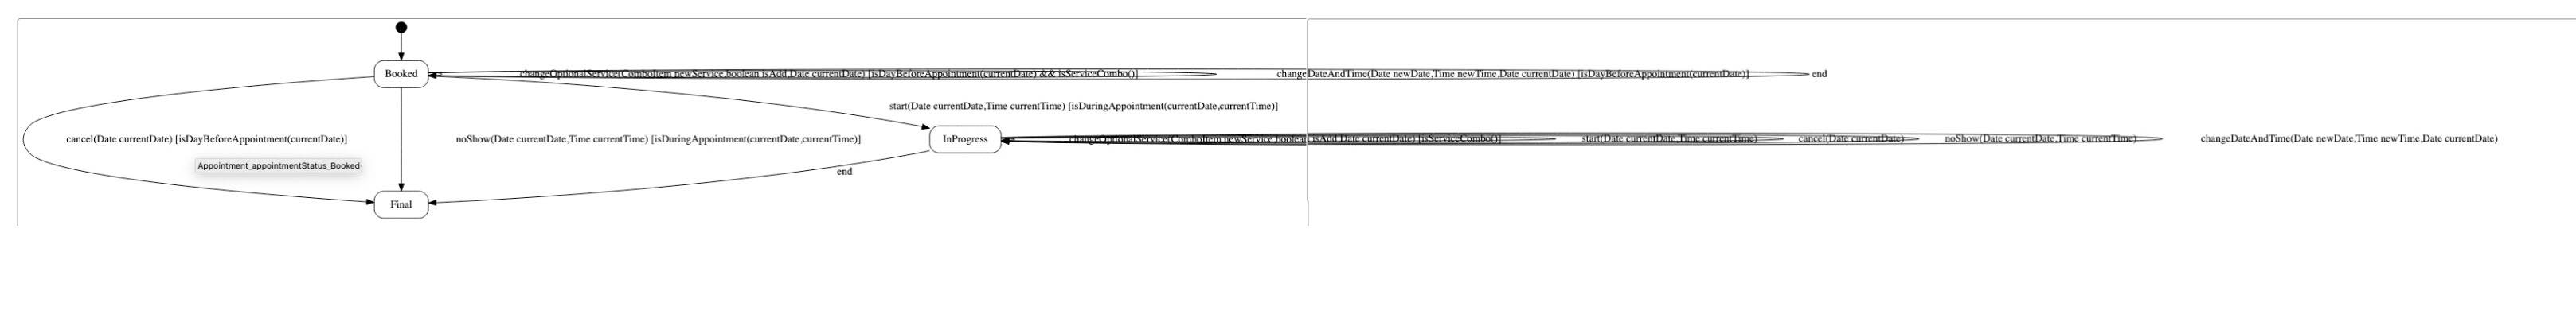 Booked
changeOptionalService(ComboItem newService,boolean isAdd,Date currentDate) [isDayBeforeAppointment(currentDate) && isServiceCombo()]
changeDateAndTime(Date newDate,Time newTime,Date currentDate) [isDayBeforeAppointment(currentDate)]
end
start(Date currentDate,Time currentTime) [isDuringAppointment(currentDate,currentTime)]
cancel(Date currentDate) [isDayBeforeAppointment(currentDate)]
noShow(Date currentDate,Time currentTime) [isDuringAppointment(currentDate,currentTime)]
InProgress
changeOptionalService(ComboItem newService,boolean isAdd,Date currentDate) [isServiceCombo()]
start(Date currentDate,Time currentTime)
cancel(Date currentDate)
noShow(Date currentDate,Time currentTime)
changeDateAndTime(Date newDate,Time newTime,Date currentDate)
Appointment_appointmentStatus_Booked
end
Final